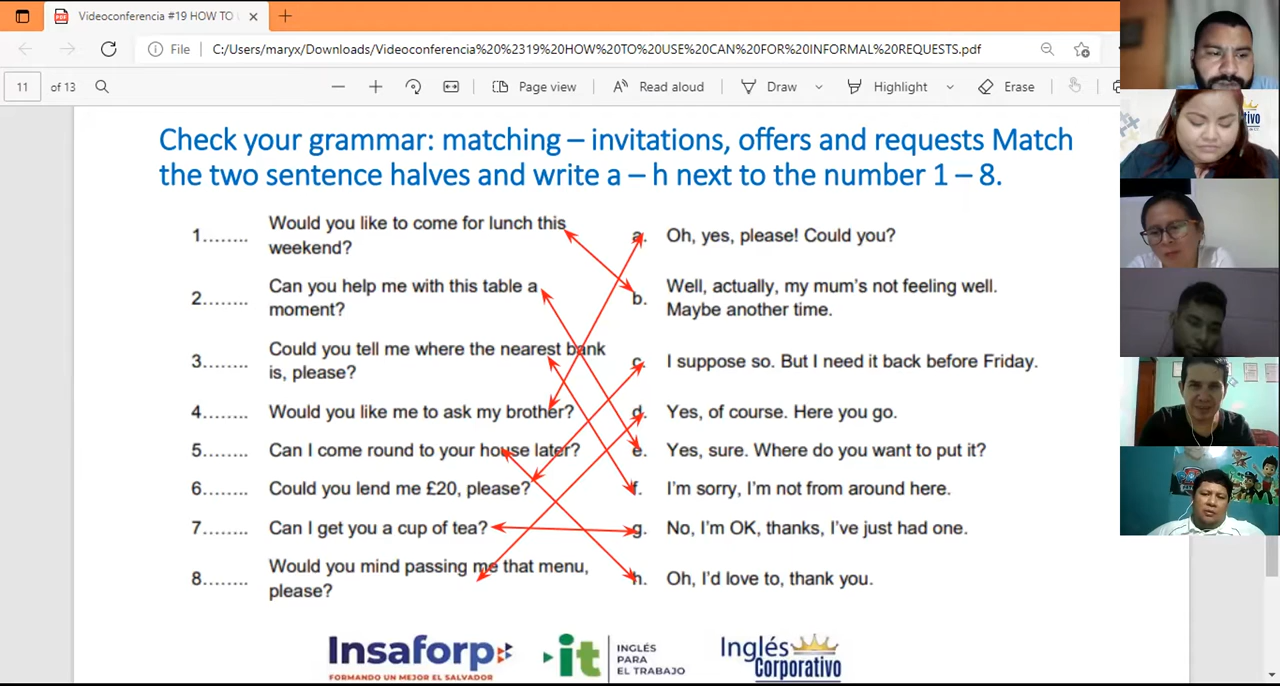 Videoconferencia #19 HOW TO
File C:/Users/maryx/Downloads/Videoconferencia%20%2319%20HOW%20TO%20USE%20CAN%20FOR%20INFORMAL%20REQUESTS.pdf
11 of 13 Page view Read aloud Draw Highlight Erase
Check your grammar: matching – invitations, offers and requests Match
the two sentence halves and write a – h next to the number 1 – 8.
1........ Would you like to come for lunch this
weekend?
a. Oh, yes, please! Could you?
2........ Can you help me with this table a
moment?
b. Well, actually, my mum's not feeling well.
Maybe another time.
3........ Could you tell me where the nearest bank
is, please?
c. I suppose so. But I need it back before Friday.
4........ Would you like me to ask my brother? d. Yes, of course. Here you go.
5........ Can I come round to your house later? e. Yes, sure. Where do you want to put it?
6........ Could you lend me £20, please? f. I'm sorry, I'm not from around here.
7........ Can I get you a cup of tea? g. No, I'm OK, thanks, I've just had one.
8........ Would you mind passing me that menu,
please?
h. Oh, I'd love to, thank you.
Insaforp
FORMANDO UN MEJOR EL SALVADOR
it
INGLÉS
PARA
EL TRABAJO
Inglés
Corporativo